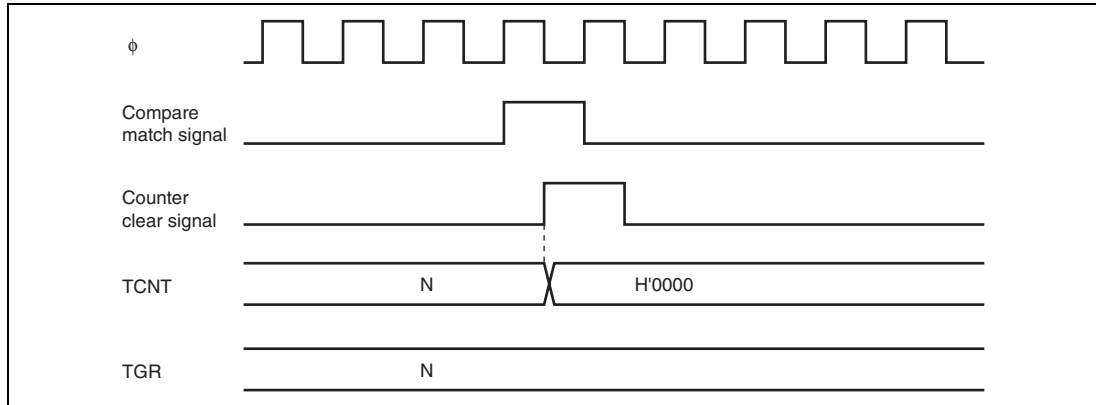 ϕ
Compare
match signal
Counter
clear signal
TCNT
N
H'0000
TGR
N